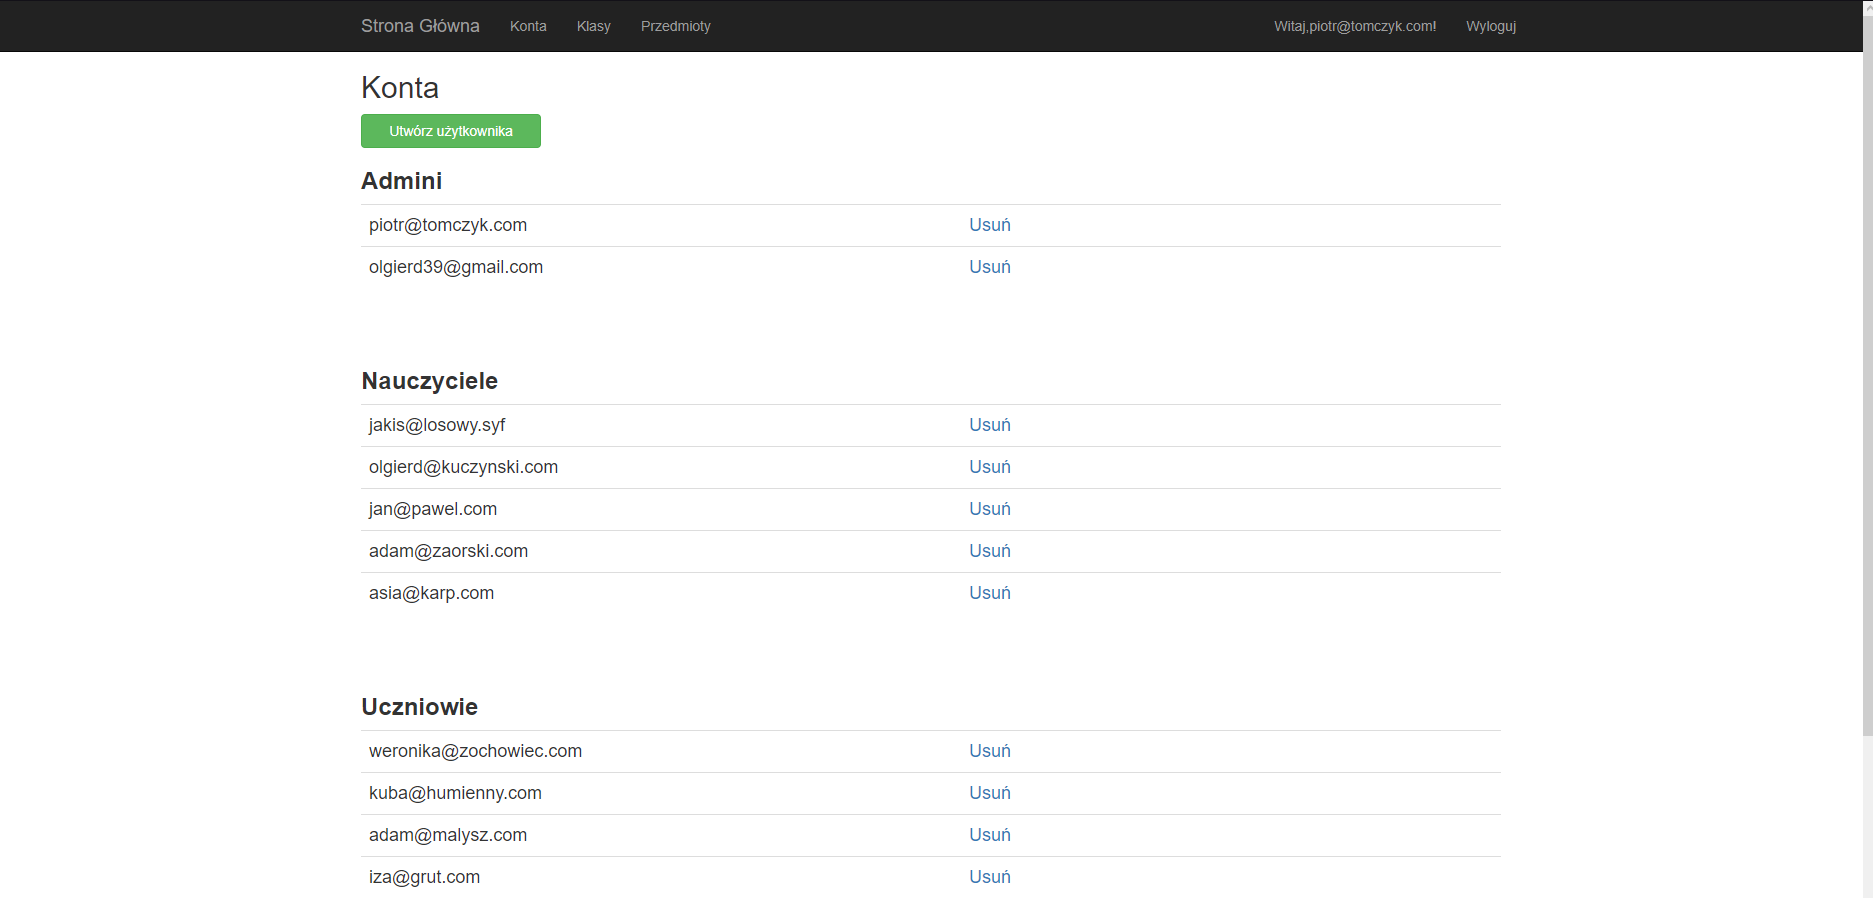 Strona Główna Konta Klasy Przedmioty Witaj,piotr@tomczyk.com! Wyloguj
Konta
Utwórz użytkownika
Admini
piotr@tomczyk.com Usuń
olgierd39@gmail.com Usuń
Nauczyciele
jakis@losowy.syf Usuń
olgierd@kuczynski.com Usuń
jan@pawel.com Usuń
adam@zaorski.com Usuń
asia@karp.com Usuń
Uczniowie
weronika@zochowiec.com Usuń
kuba@humienny.com Usuń
adam@malysz.com Usuń
iza@grut.com Usuń